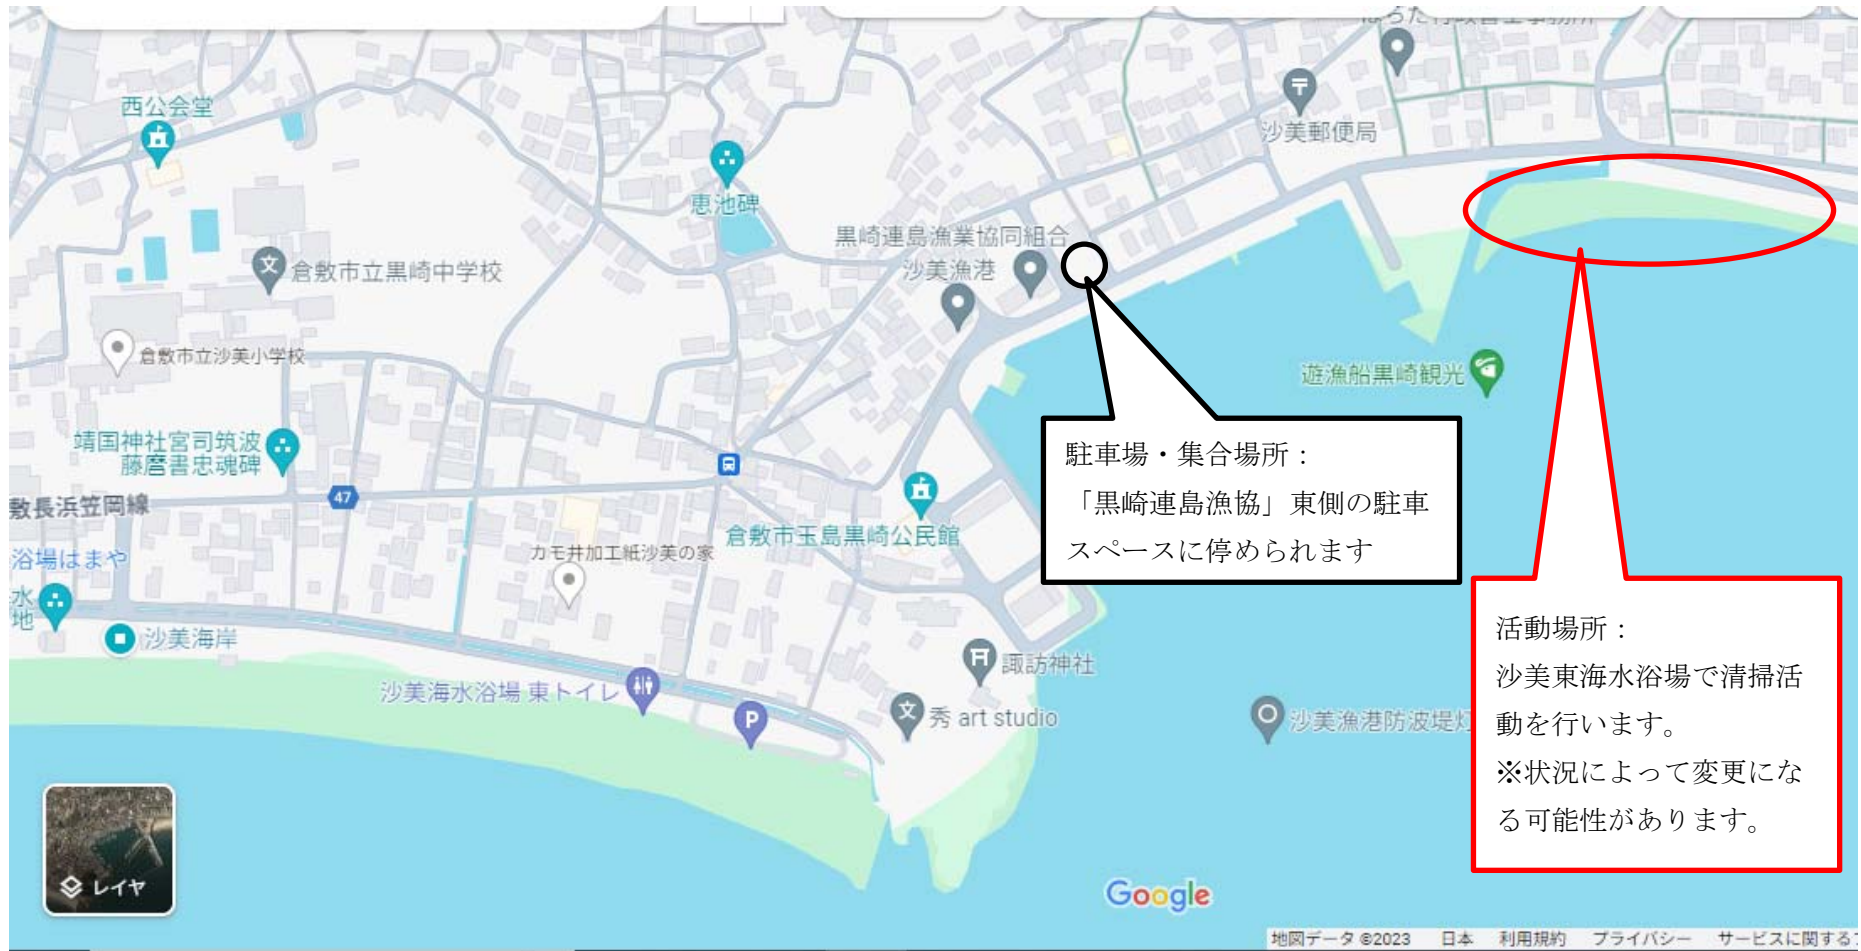 西公会堂
恵池碑
沙美郵便局
黒崎連島漁業協同組合
沙美漁港
倉敷市立黒崎中学校
倉敷市立沙美小学校
遊漁船黒崎観光
靖国神社宮司筑波
藤麿書忠魂碑
47
敷長浜笠岡線
倉敷市玉島黒崎公民館
カモ井加工紙沙美の家
浴場はまや
水
地
沙美海岸
沙美海水浴場 東トイレ
P
諏訪神社
秀 art studio
沙美漁港防波堤灯
駐車場・集合場所:
「黒崎連島漁協」東側の駐車
スペースに停められます
活動場所:
沙美東海水浴場で清掃活
動を行います。
※状況によって変更にな
る可能性があります。
レイヤ
Google
地図データ ©2023 日本 利用規約 プライバシー サービスに関する